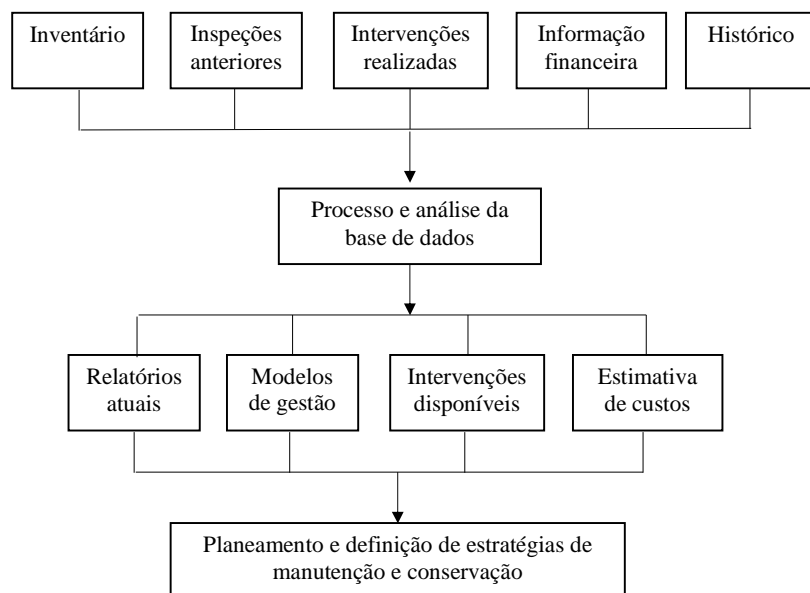 Inventário
Inspeções
anteriores
Intervenções
realizadas
Informação
financeira
Histórico
Processo e análise da
base de dados
Relatórios
atuais
Modelos
de gestão
Intervenções
disponíveis
Estimativa
de custos
Planeamento e definição de estratégias de
manutenção e conservação